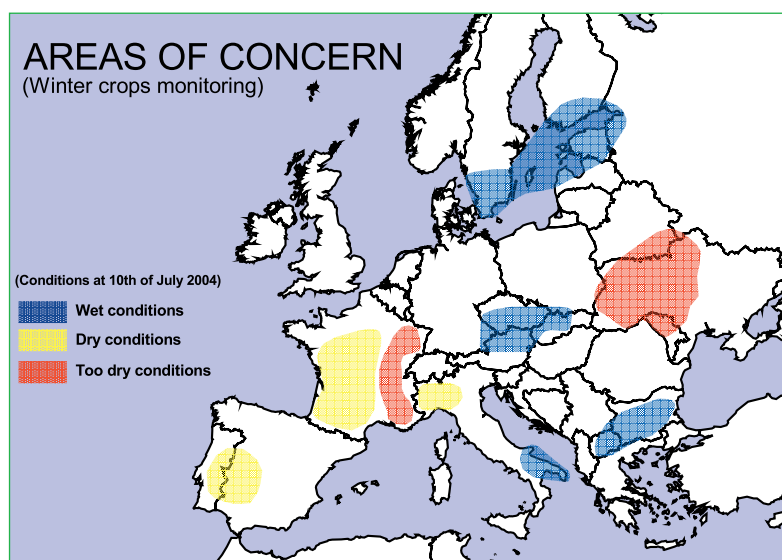 AREAS OF CONCERN
(Winter crops monitoring)
(Conditions at 10th of July 2004)
Wet conditions
Dry conditions
Too dry conditions